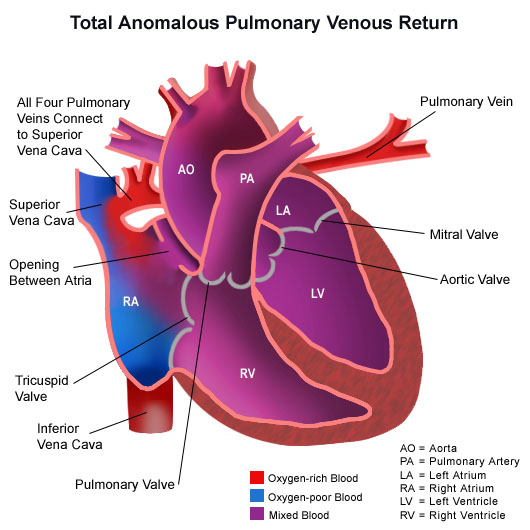 Total Anomalous Pulmonary Venous Return
All Four Pulmonary
Veins Connect
to Superior
Vena Cava
Pulmonary Vein
AO
PA
Superior
Vena Cava
LA
Mitral Valve
Opening
Between Atria
Aortic Valve
RA
LV
Tricuspid
Valve
RV
Inferior
Vena Cava
Pulmonary Valve
Oxygen-rich Blood
Oxygen-poor Blood
Mixed Blood
AO = Aorta
PA = Pulmonary Artery
LA = Left Atrium
RA = Right Atrium
LV = Left Ventricle
RV = Right Ventricle